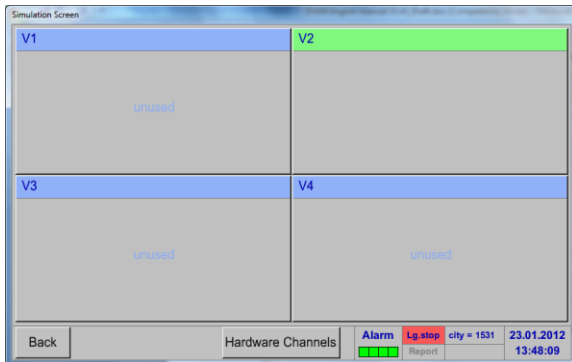 Simulation Screen
V1 V2
unused
V3 V4
unused unused
Back Hardware Channels Alarm Lg.stop city = 1531 23.01.2012
Report 13:48:09